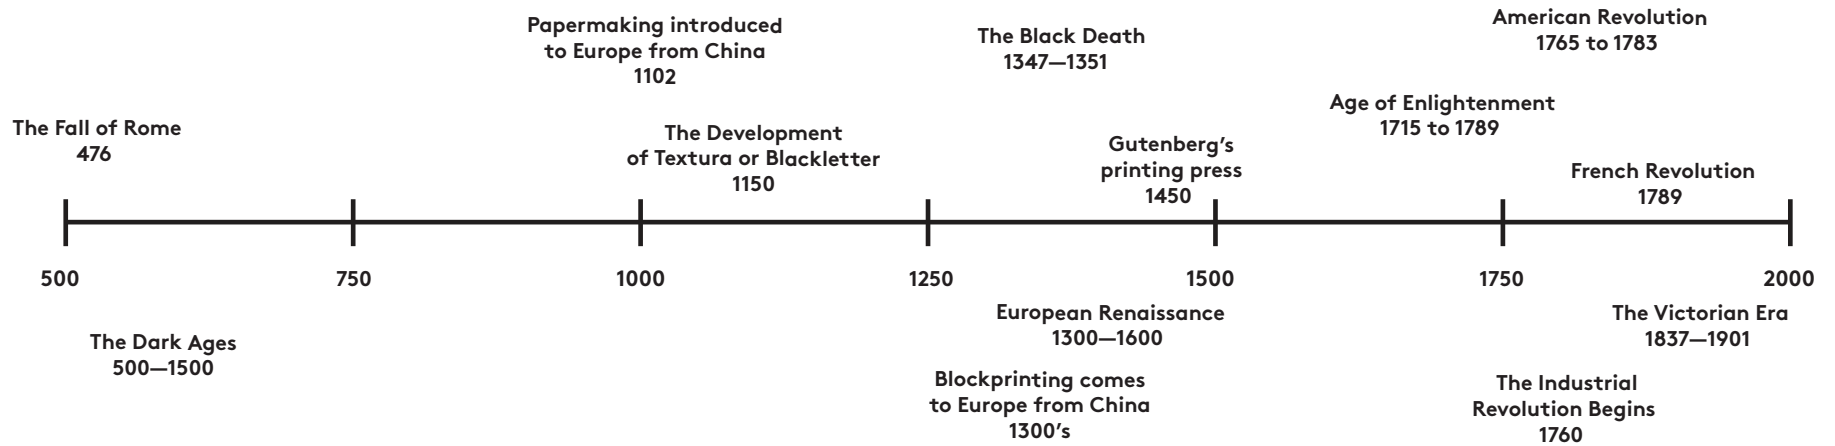 The Fall of Rome
476
Papermaking introduced
to Europe from China
1102
The Development
of Textura or Blackletter
1150
The Black Death
1347—1351
Gutenberg's
printing press
1450
Age of Enlightenment
1715 to 1789
American Revolution
1765 to 1783
French Revolution
1789
500
750
1000
1250
1500
1750
2000
The Dark Ages
500—1500
European Renaissance
1300—1600
Blockprinting comes
to Europe from China
1300's
The Victorian Era
1837—1901
The Industrial
Revolution Begins
1760